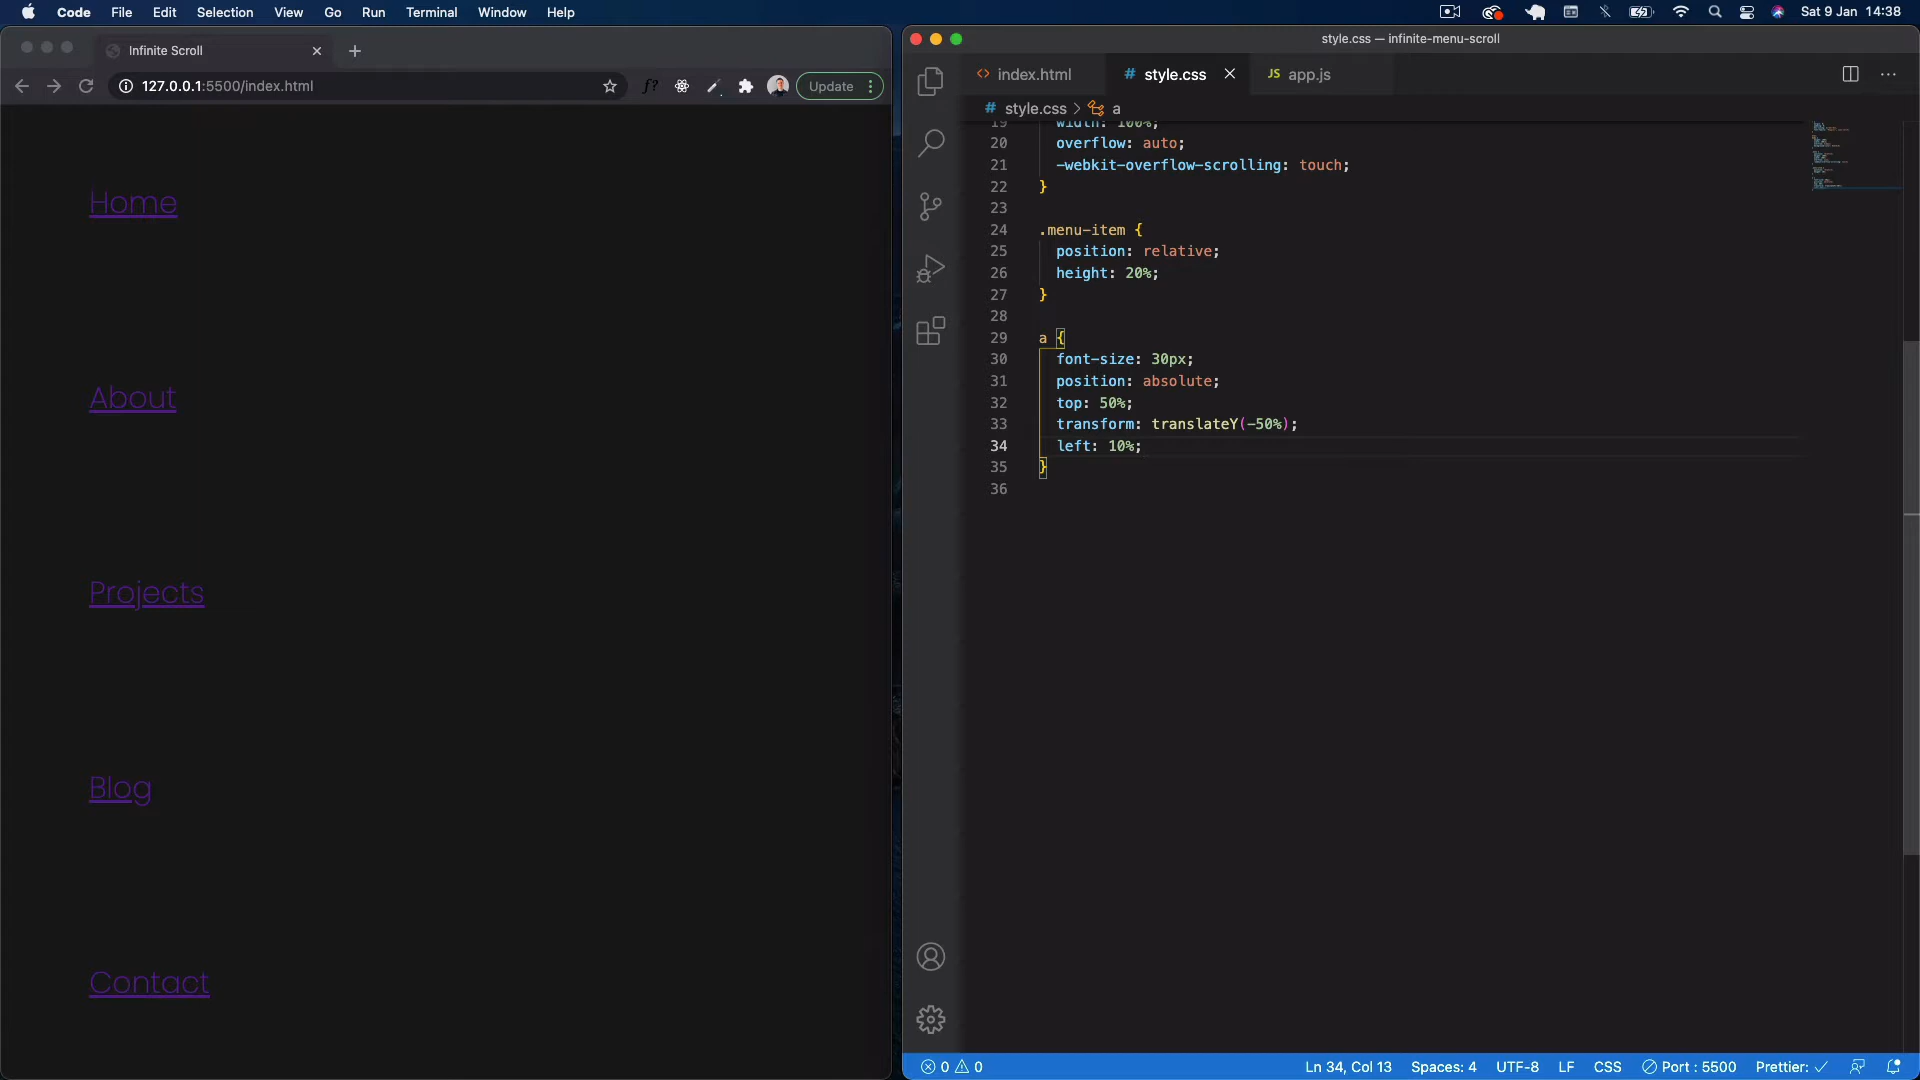 Code File Edit Selection View Go Run Terminal Window Help
Sat 9 Jan 14:38
Infinite Scroll
127.0.0.1:5500/index.html
f?
Update
Home
About
Projects
Blog
Contact
style.css — infinite-menu-scroll
<> index.html
# style.css
JS app.js
# style.css > a
19 width: 100%;
20 overflow: auto;
21 -webkit-overflow-scrolling: touch;
22 }
23
24 .menu-item {
25 position: relative;
26 height: 20%;
27 }
28
29 a {
30 font-size: 30px;
31 position: absolute;
32 top: 50%;
33 transform: translateY(-50%);
34 left: 10%;
35 }
36
0 0
Ln 34, Col 13 Spaces: 4 UTF-8 LF CSS Port : 5500 Prettier: ✓